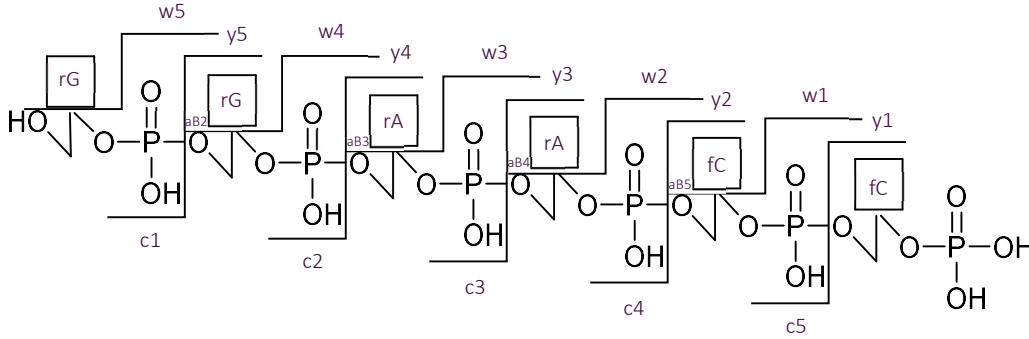 w5
y5
w4
y4
w3
y3
w2
y2
w1
y1
rG
rG
rA
rA
fC
fC
aB2
aB3
aB4
aB5
HO
O
P
O
OH
O
O
P
O
OH
O
O
P
O
OH
O
O
P
O
OH
O
O
P
O
OH
O
O
P
O
OH
OH
c1
c2
c3
c4
c5